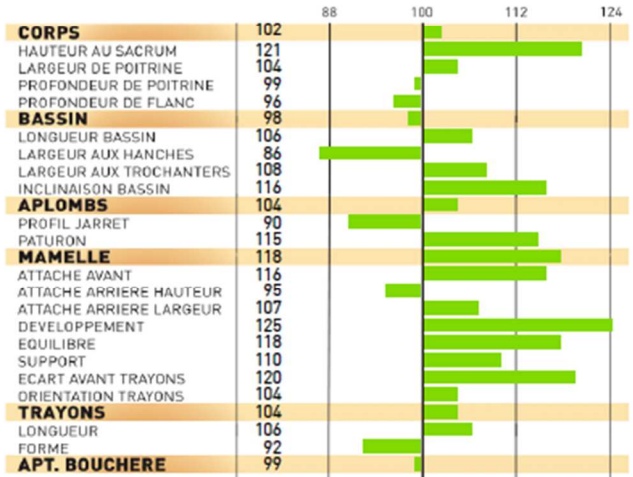 88 100 112 124
CORPS 102
HAUTEUR AU SACRUM 121
LARGEUR DE POITRINE 104
PROFONDEUR DE POITRINE 99
PROFONDEUR DE FLANC 96
BASSIN 98
LONGUEUR BASSIN 106
LARGEUR AUX HANCHES 86
LARGEUR AUX TROCHANTERS 108
INCLINAISON BASSIN 116
APLOMBS 104
PROFIL JARRET 90
PATURON 115
MAMELLE 118
ATTACHE AVANT 116
ATTACHE ARRIERE HAUTEUR 95
ATTACHE ARRIERE LARGEUR 107
DEVELOPPEMENT 125
EQUILIBRE 118
SUPPORT 110
ECART AVANT TRAYONS 120
ORIENTATION TRAYONS 104
TRAYONS 104
LONGUEUR 106
FORME 92
APT. BOUCHERE 99